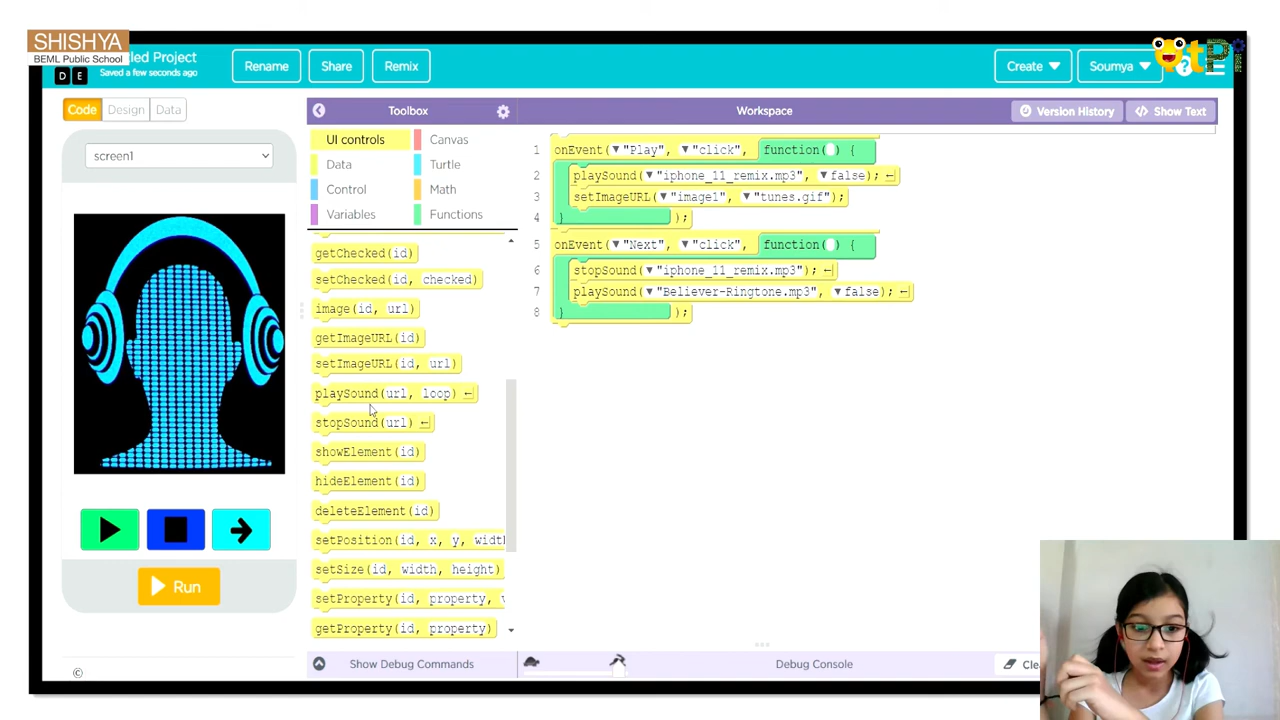 SHISHYA
BEML Public School
led Project
Saved a few seconds ago
D E
Rename
Share
Remix
Create
Soumya
?
Code
Design
Data
Toolbox
Workspace
Version History
</> Show Text
screen1
UI controls
Canvas
Data
Turtle
Control
Math
Variables
Functions
getChecked(id)
setChecked(id, checked)
image(id, url)
getImageURL(id)
setImageURL(id, url)
playSound(url, loop)
stopSound(url)
showElement(id)
hideElement(id)
deleteElement(id)
setPosition(id, x, y, widt
setSize(id, width, height)
setProperty(id, property,
getProperty(id, property)
1 onEvent(▼"Play", ▼"click", function( ) {
2 playSound(▼"iphone_11_remix.mp3", ▼false);
3 setImageURL(▼"image1", ▼"tunes.gif");
4 } );
5 onEvent(▼"Next", ▼"click", function( ) {
6 stopSound(▼"iphone_11_remix.mp3");
7 playSound(▼"Believer-Ringtone.mp3", ▼false);
8 } );
Run
Show Debug Commands
Debug Console
Cle
©